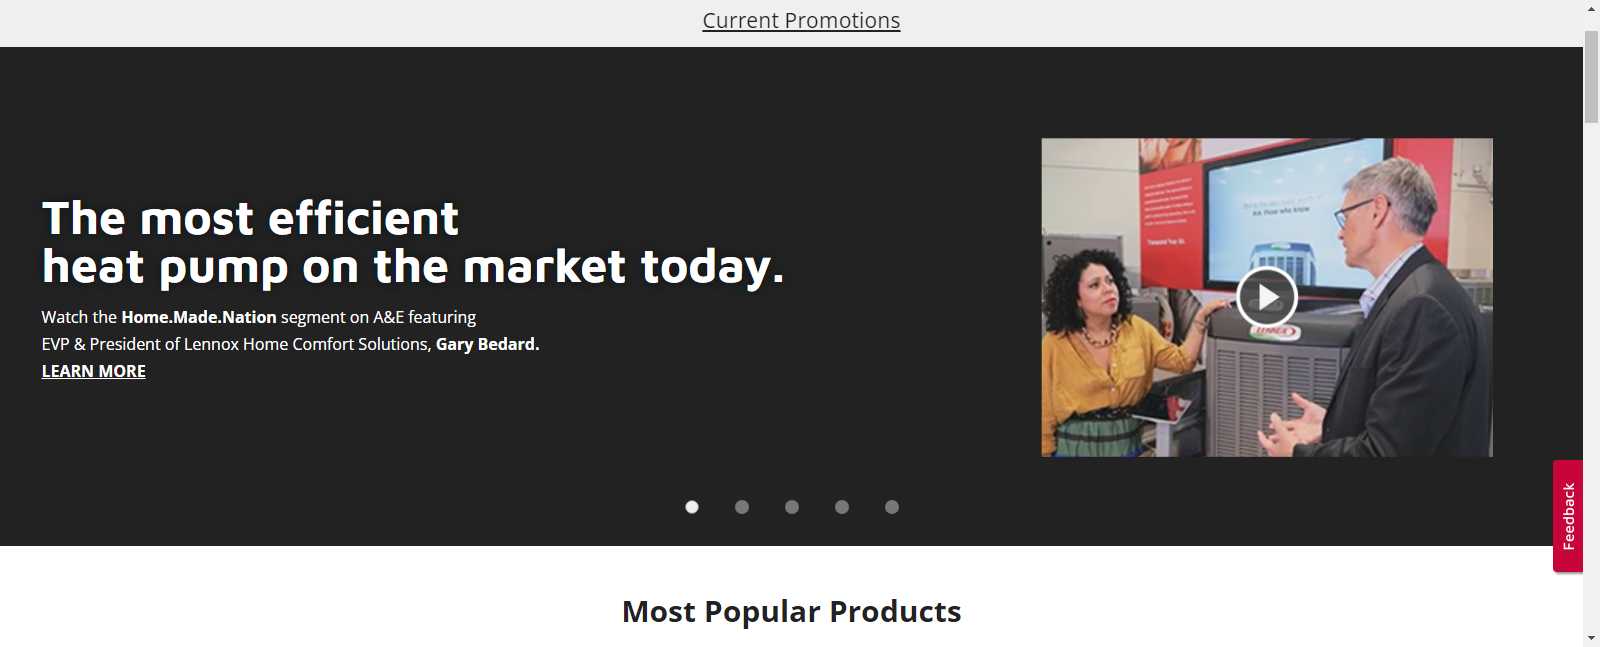 Current Promotions
The most efficient
heat pump on the market today.
Watch the Home.Made.Nation segment on A&E featuring
EVP & President of Lennox Home Comfort Solutions, Gary Bedard.
LEARN MORE
LENNOX
Feedback
Most Popular Products